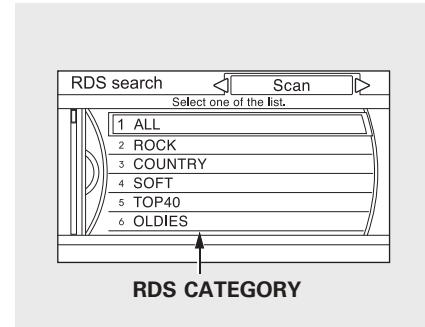 RDS search Scan
Select one of the list.
1 ALL
2 ROCK
3 COUNTRY
4 SOFT
5 TOP40
6 OLDIES
RDS CATEGORY